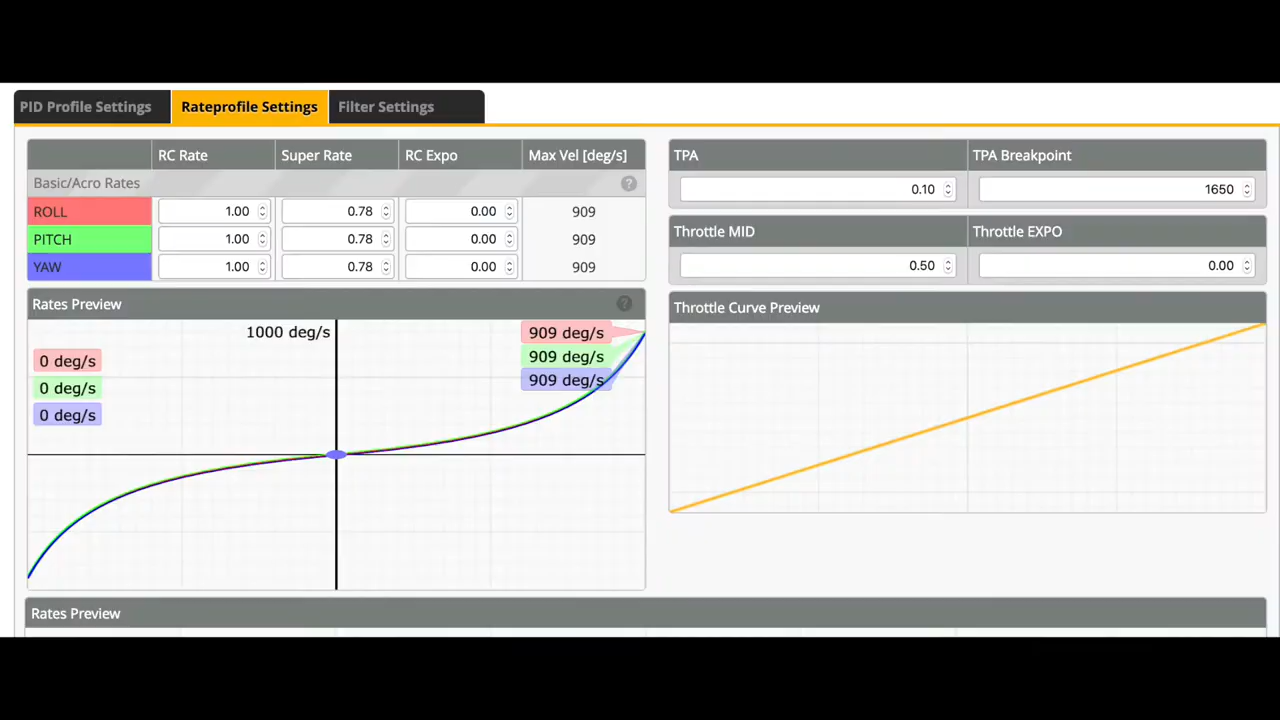 PID Profile Settings Rateprofile Settings Filter Settings
RC Rate Super Rate RC Expo Max Vel [deg/s]
Basic/Acro Rates ?
ROLL 1.00 0.78 0.00 909
PITCH 1.00 0.78 0.00 909
YAW 1.00 0.78 0.00 909
Rates Preview ?
1000 deg/s
909 deg/s
909 deg/s
909 deg/s
0 deg/s
0 deg/s
0 deg/s
TPA TPA Breakpoint
0.10 1650
Throttle MID Throttle EXPO
0.50 0.00
Throttle Curve Preview
Rates Preview